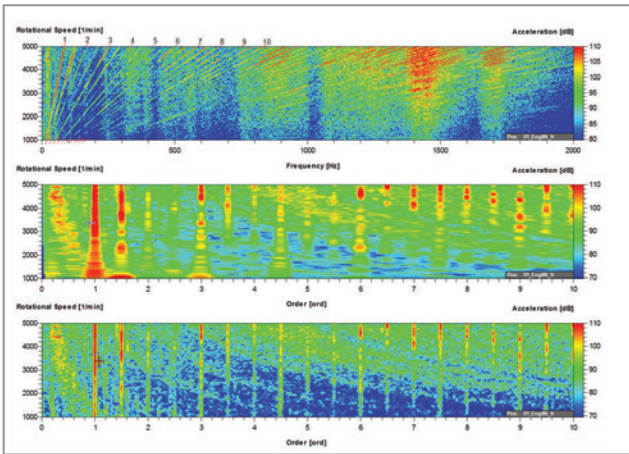 Rotational Speed [1/min] Acceleration [dB]
1 2 3 4 5 6 7 8 9 10
5000 110
105
4000 100
3000 95
90
2000 85
1000 80
0 500 1000 1500 2000
Frequency [Hz]
Rotational Speed [1/min] Acceleration [dB]
5000 110
4000 100
3000 90
2000 80
1000 70
0 1 2 3 4 5 6 7 8 9 10
Order [ord]
Rotational Speed [1/min] Acceleration [dB]
5000 110
4000 100
3000 90
2000 80
1000 70
0 1 2 3 4 5 6 7 8 9 10
Order [ord]